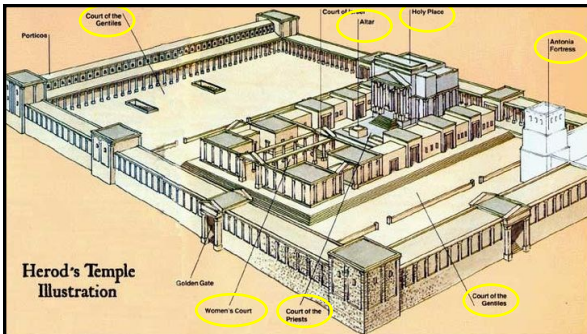 Court of the
Gentiles
Court of Israel
Altar
Holy Place
Porticos
Antonia
Fortress
Herod's Temple
Illustration
Golden Gate
Women's Court
Court of the
Priests
Court of the
Gentiles